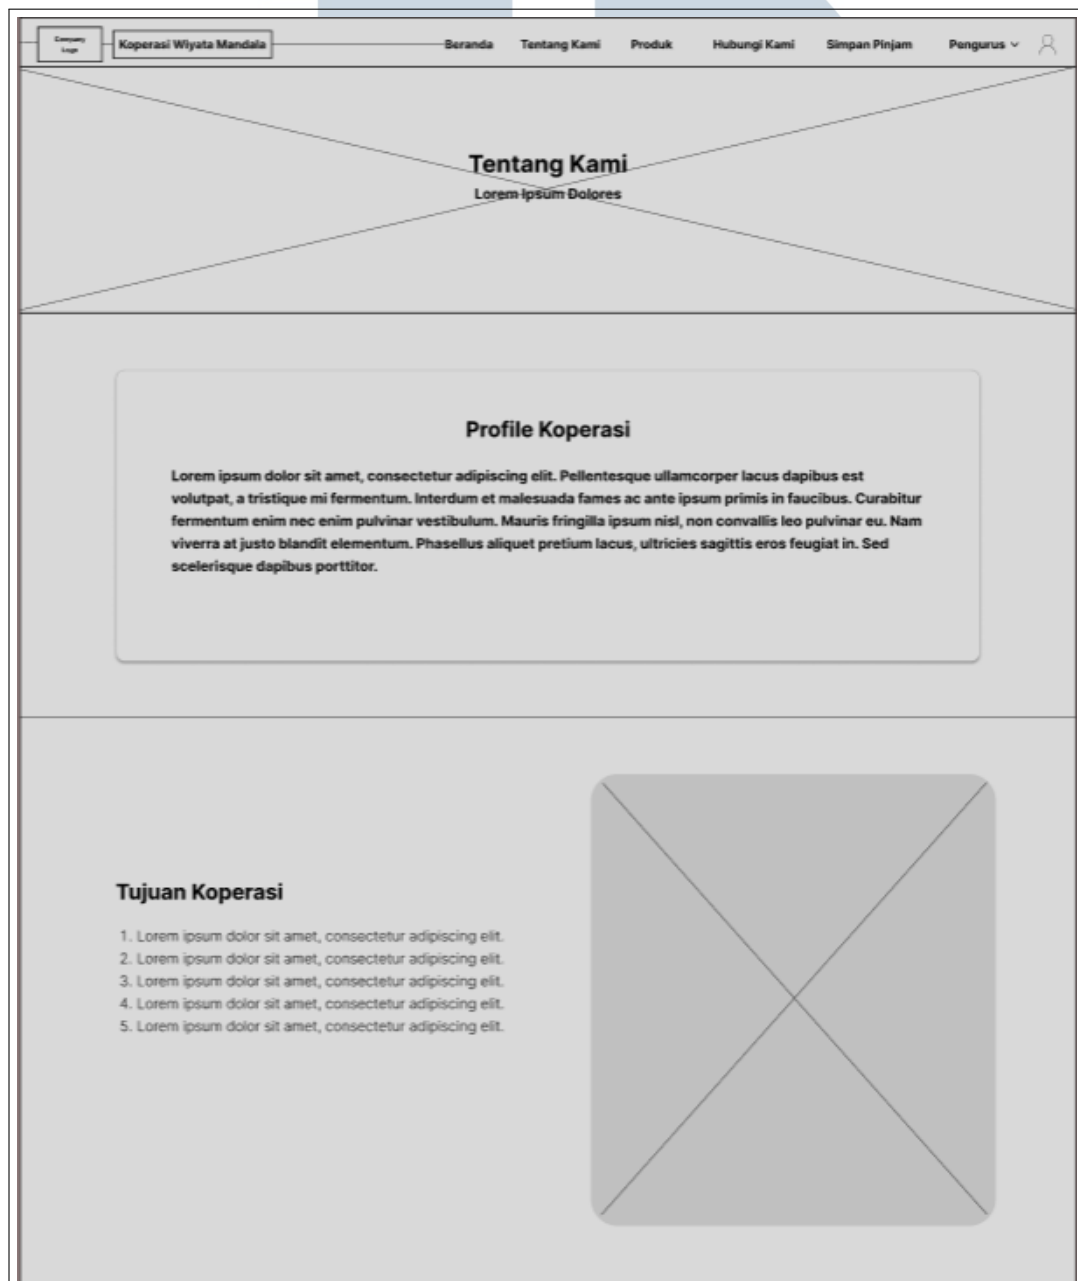 Company
Logo
Koperasi Wiyata Mandala
Beranda Tentang Kami Produk Hubungi Kami Simpan Pinjam Pengurus
Tentang Kami
Lorem Ipsum Dolores
Profile Koperasi
Lorem ipsum dolor sit amet, consectetur adipiscing elit. Pellentesque ullamcorper lacus dapibus est
volutpat, a tristique mi fermentum. Interdum et malesuada fames ac ante ipsum primis in faucibus. Curabitur
fermentum enim nec enim pulvinar vestibulum. Mauris fringilla ipsum nisl, non convallis leo pulvinar eu. Nam
viverra at justo blandit elementum. Phasellus aliquet pretium lacus, ultricies sagittis eros feugiat in. Sed
scelerisque dapibus porttitor.
Tujuan Koperasi
1. Lorem ipsum dolor sit amet, consectetur adipiscing elit.
2. Lorem ipsum dolor sit amet, consectetur adipiscing elit.
3. Lorem ipsum dolor sit amet, consectetur adipiscing elit.
4. Lorem ipsum dolor sit amet, consectetur adipiscing elit.
5. Lorem ipsum dolor sit amet, consectetur adipiscing elit.